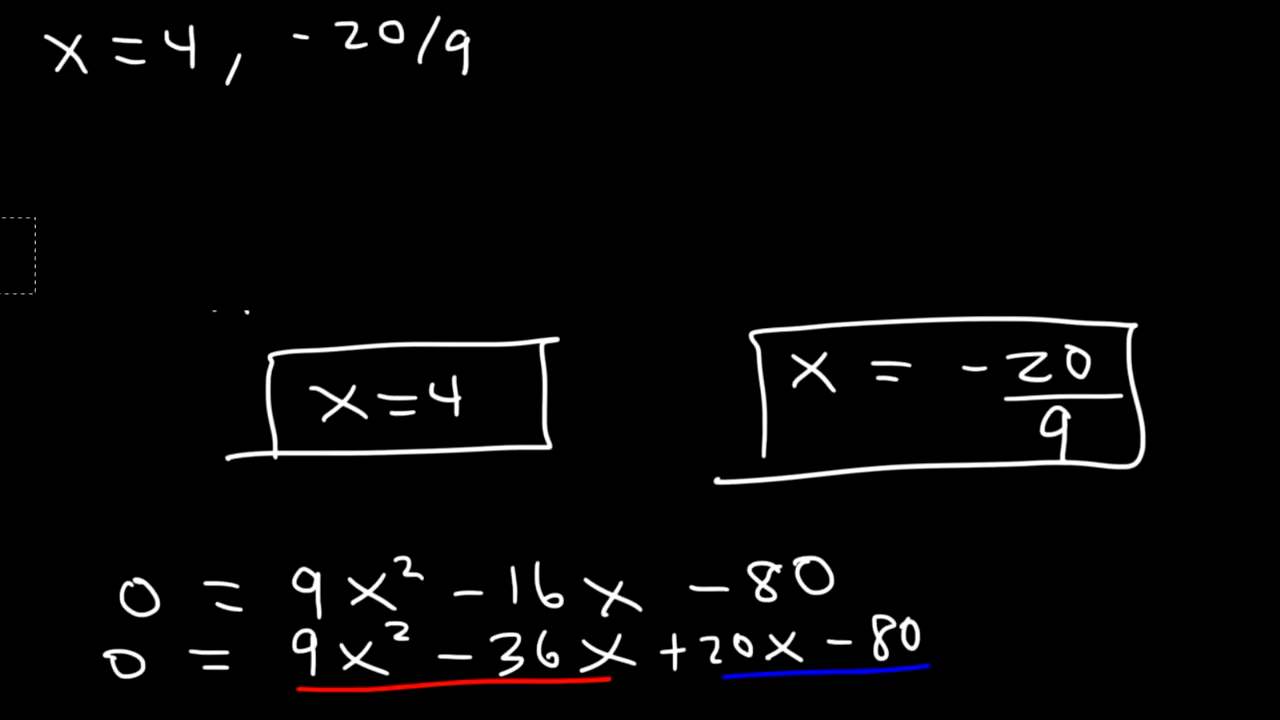 x = 4, -20/9
x = 4
x = -20/9
0 = 9x² - 16x - 80
0 = 9x² - 36x + 20x - 80